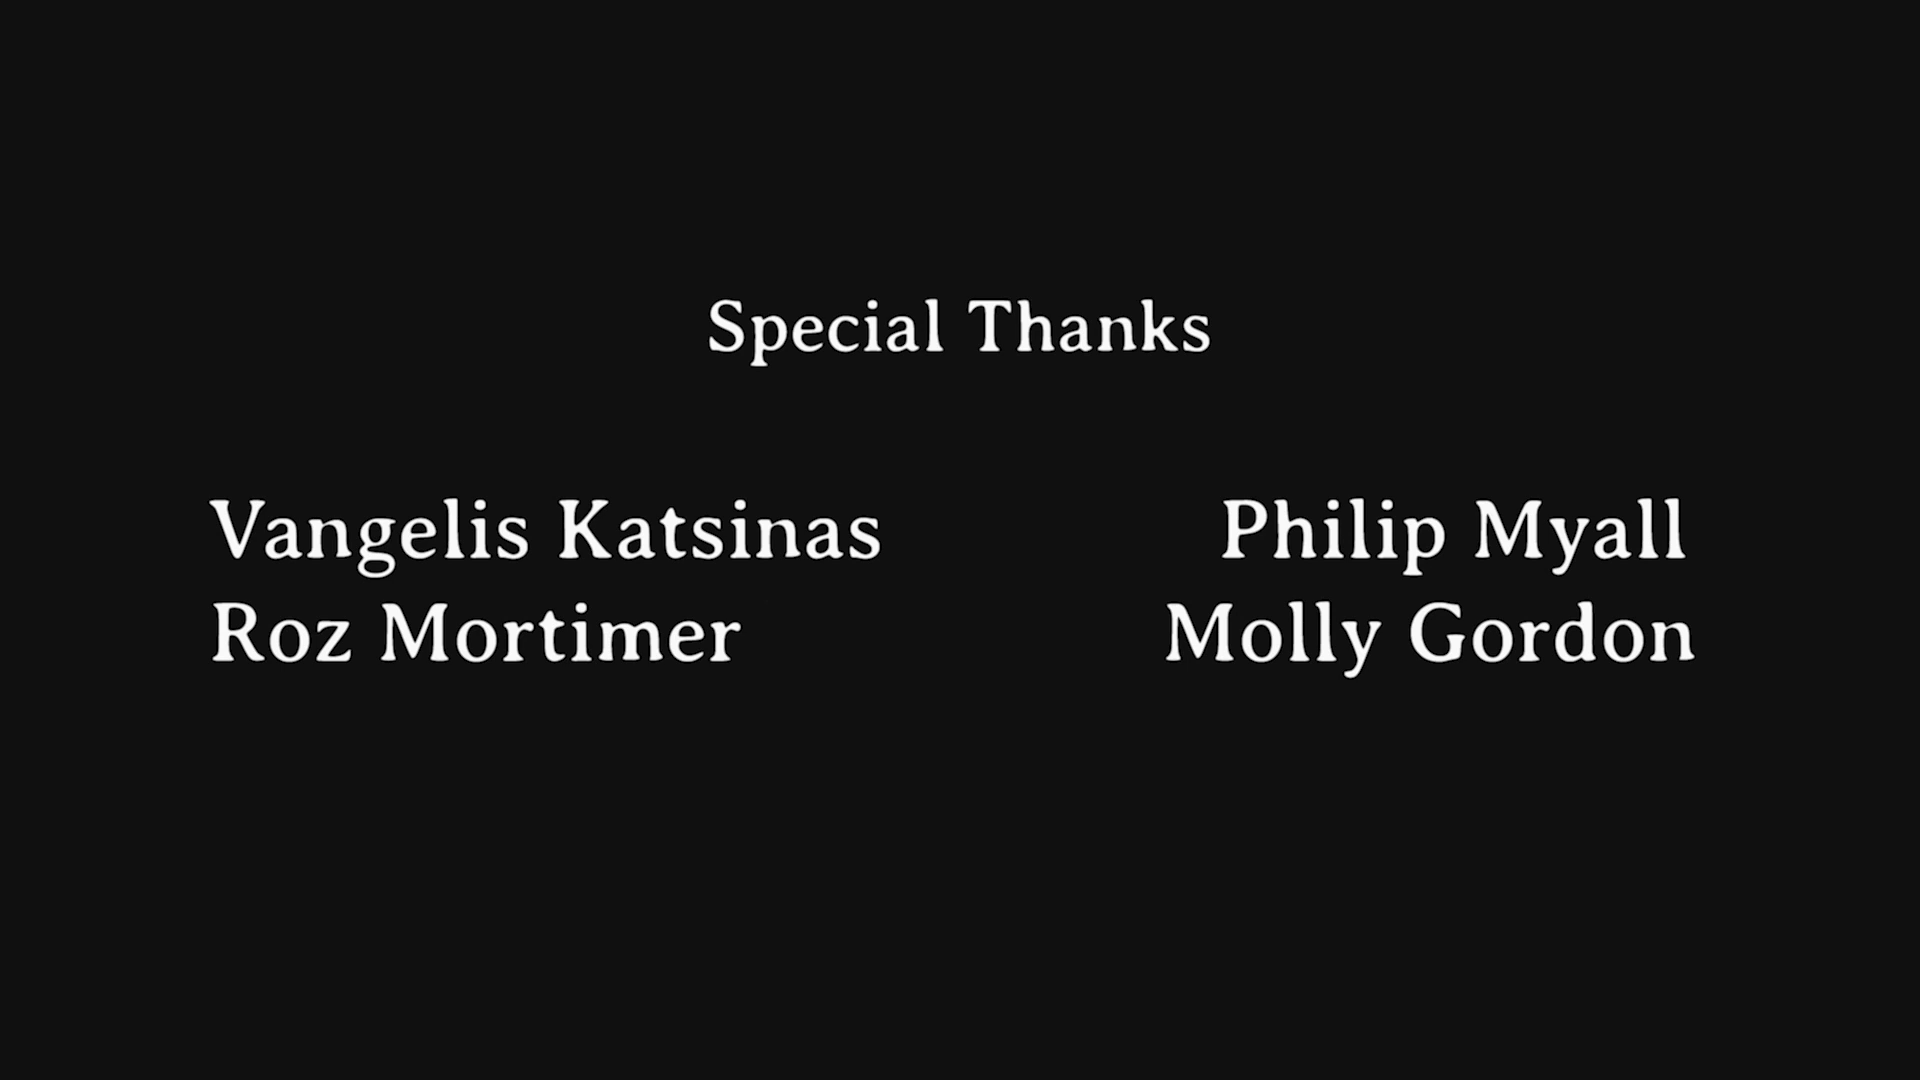 Special Thanks
Vangelis Katsinas
Philip Myall
Roz Mortimer
Molly Gordon